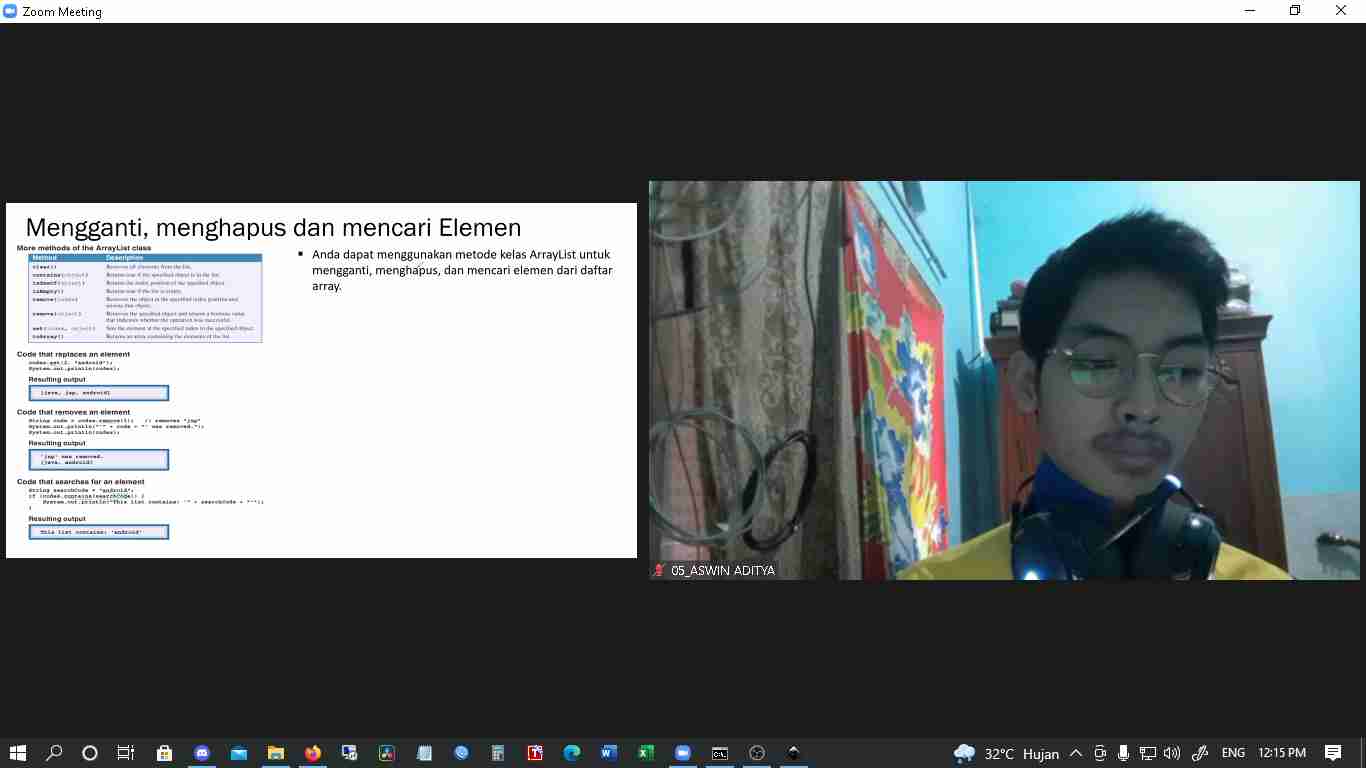 Zoom Meeting
Mengganti, menghapus dan mencari Elemen
More methods of the ArrayList class
Method Description
clear() Removes all elements from the list.
contains(object) Returns true if the specified object is in the list.
indexOf(object) Returns the index position of the specified object.
isEmpty() Returns true if the list is empty.
remove(index) Removes the object at the specified index position and
returns that object.
remove(object) Removes the specified object and returns a boolean value
that indicates whether the operation was successful.
set(index, object) Sets the element at the specified index to the specified object.
toArray() Returns an array containing the elements of the list.
▪ Anda dapat menggunakan metode kelas ArrayList untuk
mengganti, menghapus, dan mencari elemen dari daftar
array.
Code that replaces an element
codes.set(2, "android");
System.out.println(codes);
Resulting output
[java, jsp, android]
Code that removes an element
String code = codes.remove(1); // removes "jsp"
System.out.println("'" + code + "' was removed.");
System.out.println(codes);
Resulting output
'jsp' was removed.
[java, android]
Code that searches for an element
String searchCode = "android";
if (codes.contains(searchCode)) {
System.out.println("This list contains: '" + searchCode + "'");
}
Resulting output
This list contains: 'android'
05_ASWIN ADITYA
32°C Hujan ENG 12:15 PM